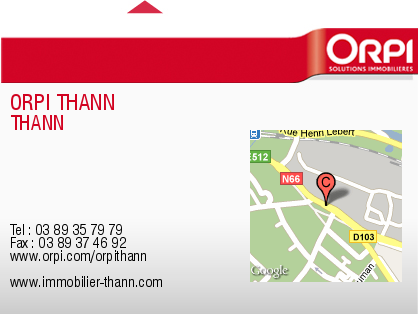 ORPI
SOLUTIONS IMMOBILIÈRES
ORPI THANN
THANN
Rue Henri Lebert
E512
N66
C
D103
Google
Tel : 03 89 35 79 79
Fax : 03 89 37 46 92
www.orpi.com/orpithann
www.immobilier-thann.com